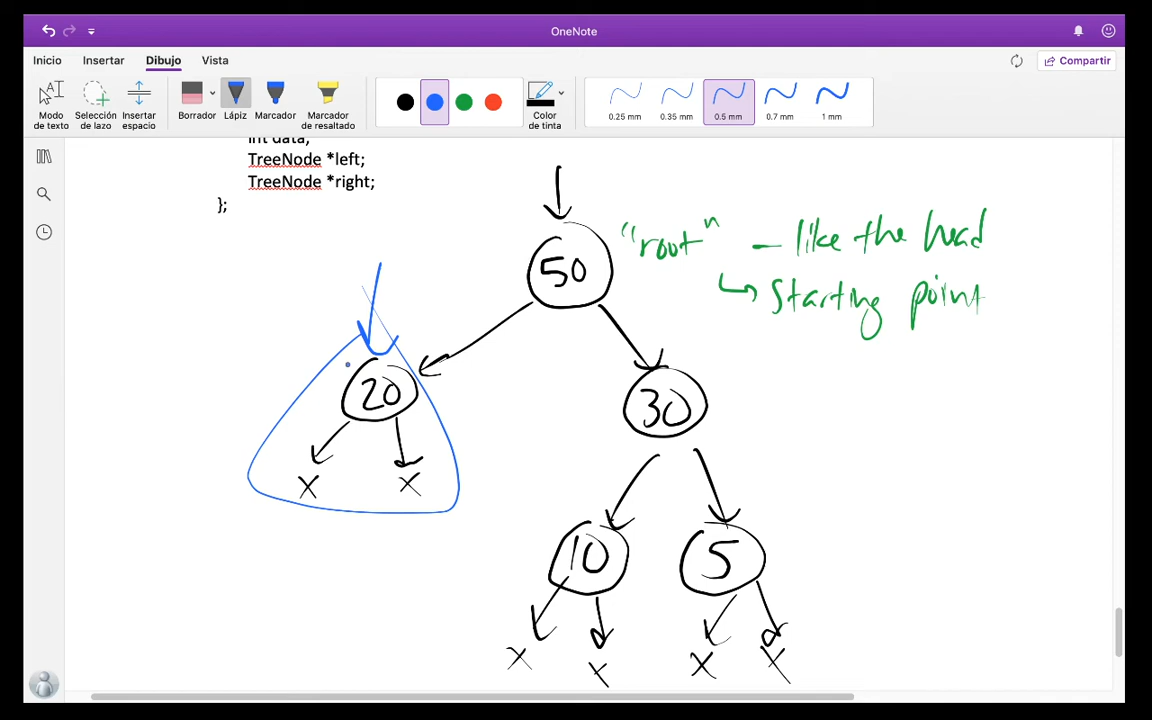 OneNote
Inicio
Insertar
Dibujo
Vista
Compartir
Modo de texto
Selección de lazo
Insertar espacio
Borrador
Lápiz
Marcador
Marcador de resaltado
Color de tinta
0.25 mm
0.35 mm
0.5 mm
0.7 mm
1 mm
int data;
TreeNode *left;
TreeNode *right;
};
50
"root" - like the head
↳ Starting point
20
30
X X
10
5
X X X X